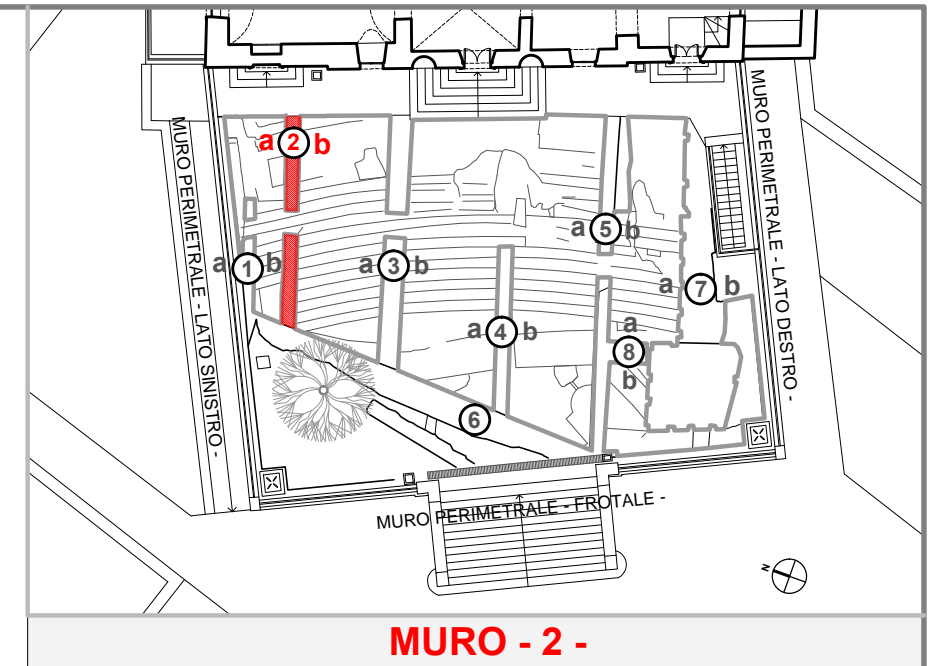 MURO PERIMETRALE - LATO SINISTRO -
MURO PERIMETRALE - LATO DESTRO -
a 2 b
a 5 b
a 1 b
a 3 b
a 7 b
a 4 b
a
8
b
6
MURO PERIMETRALE - FROTALE -
N
MURO - 2 -